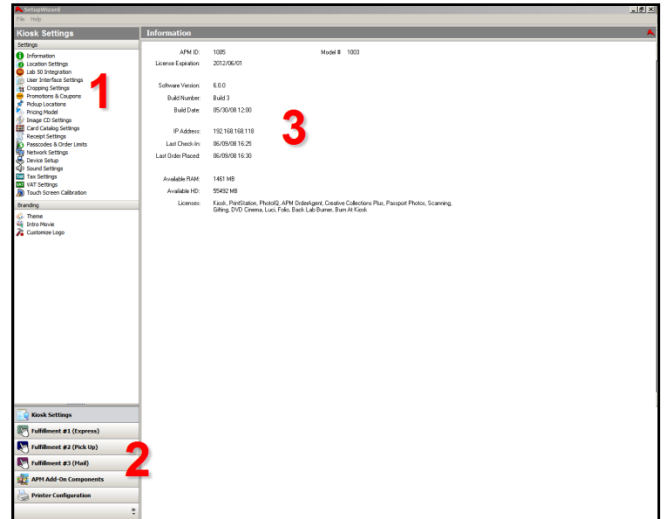 SetupWizard
File Help
Kiosk Settings
Settings
Information
Location Settings
Lab 50 Integration
User Interface Settings
Cropping Settings
Promotions & Coupons
Pickup Locations
Pricing Model
Image CD Settings
Card Catalog Settings
Receipt Settings
Passcodes & Order Limits
Network Settings
Device Setup
Sound Settings
Tax Settings
VAT Settings
Touch Screen Calibration
1
Branding
Theme
Intro Movie
Customize Logo
Kiosk Settings
Fulfillment #1 (Express)
Fulfillment #2 (Pick Up)
Fulfillment #3 (Mail)
APM Add-On Components
Printer Configuration
2
Information
APM ID: 1085 Model # 1003
License Expiration: 2012/06/01
Software Version: 6.0.0
Build Number: Build 3
Build Date: 05/30/08 12:00
IP Address: 192.168.168.118
Last Check-In: 06/09/08 16:25
Last Order Placed: 06/09/08 16:30
3
Available RAM: 1461 MB
Available HD: 55492 MB
Licenses: Kiosk, PrintStation, PhotoIQ, APM OrderAgent, Creative Collections Plus, Passport Photos, Scanning,
Gifting, DVD Cinema, Luci, Folio, Back Lab Burner, Burn At Kiosk